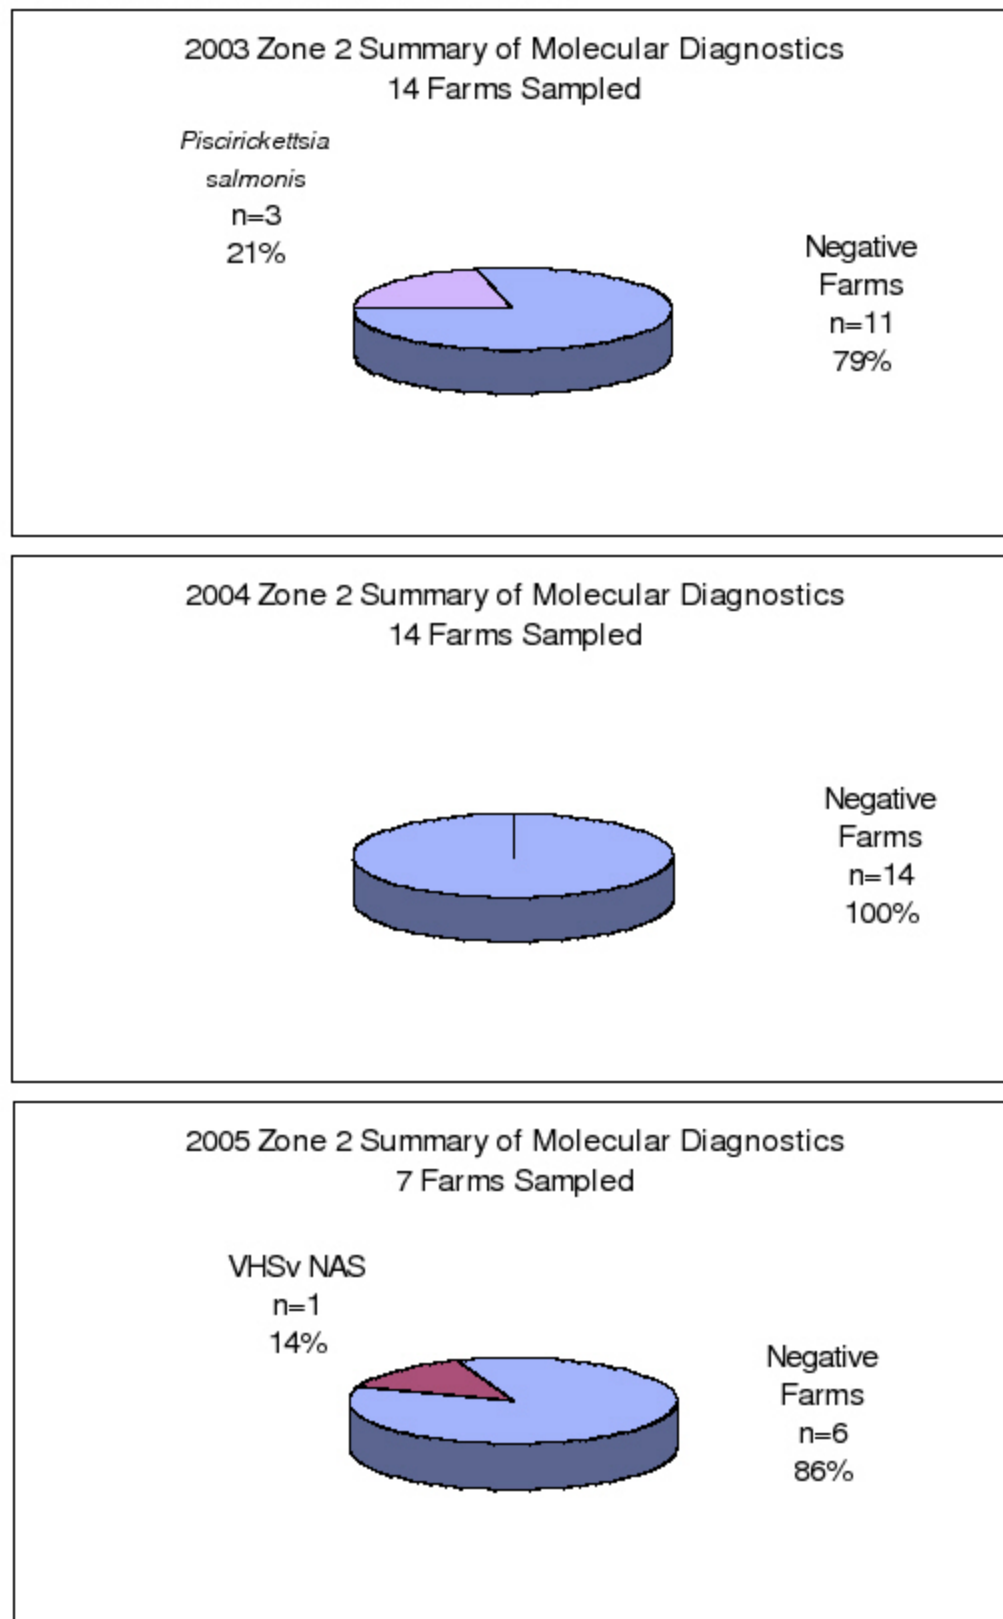 2003 Zone 2 Summary of Molecular Diagnostics
14 Farms Sampled
Piscirickettsia
salmonis
n=3
21%
Negative
Farms
n=11
79%
2004 Zone 2 Summary of Molecular Diagnostics
14 Farms Sampled
Negative
Farms
n=14
100%
2005 Zone 2 Summary of Molecular Diagnostics
7 Farms Sampled
VHSv NAS
n=1
14%
Negative
Farms
n=6
86%